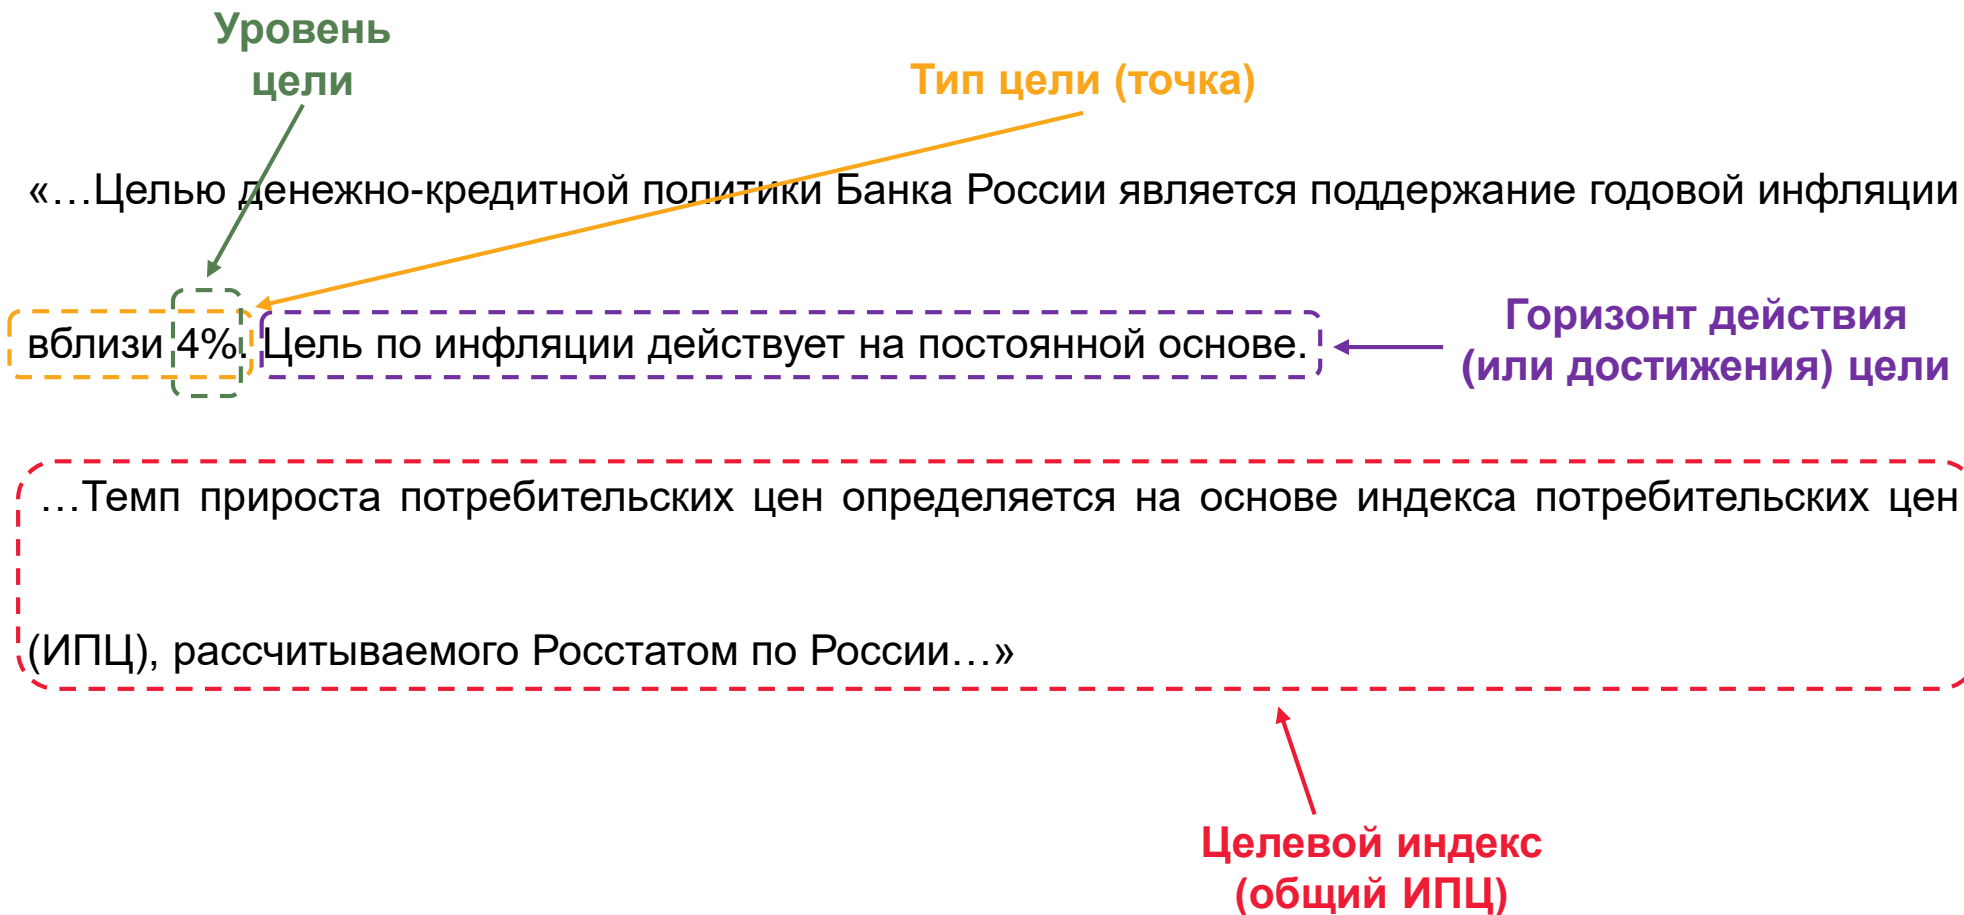 Уровень
цели
Тип цели (точка)
«…Целью денежно-кредитной политики Банка России является поддержание годовой инфляции
вблизи 4%. Цель по инфляции действует на постоянной основе.
Горизонт действия
(или достижения) цели
…Темп прироста потребительских цен определяется на основе индекса потребительских цен
(ИПЦ), рассчитываемого Росстатом по России…»
Целевой индекс
(общий ИПЦ)